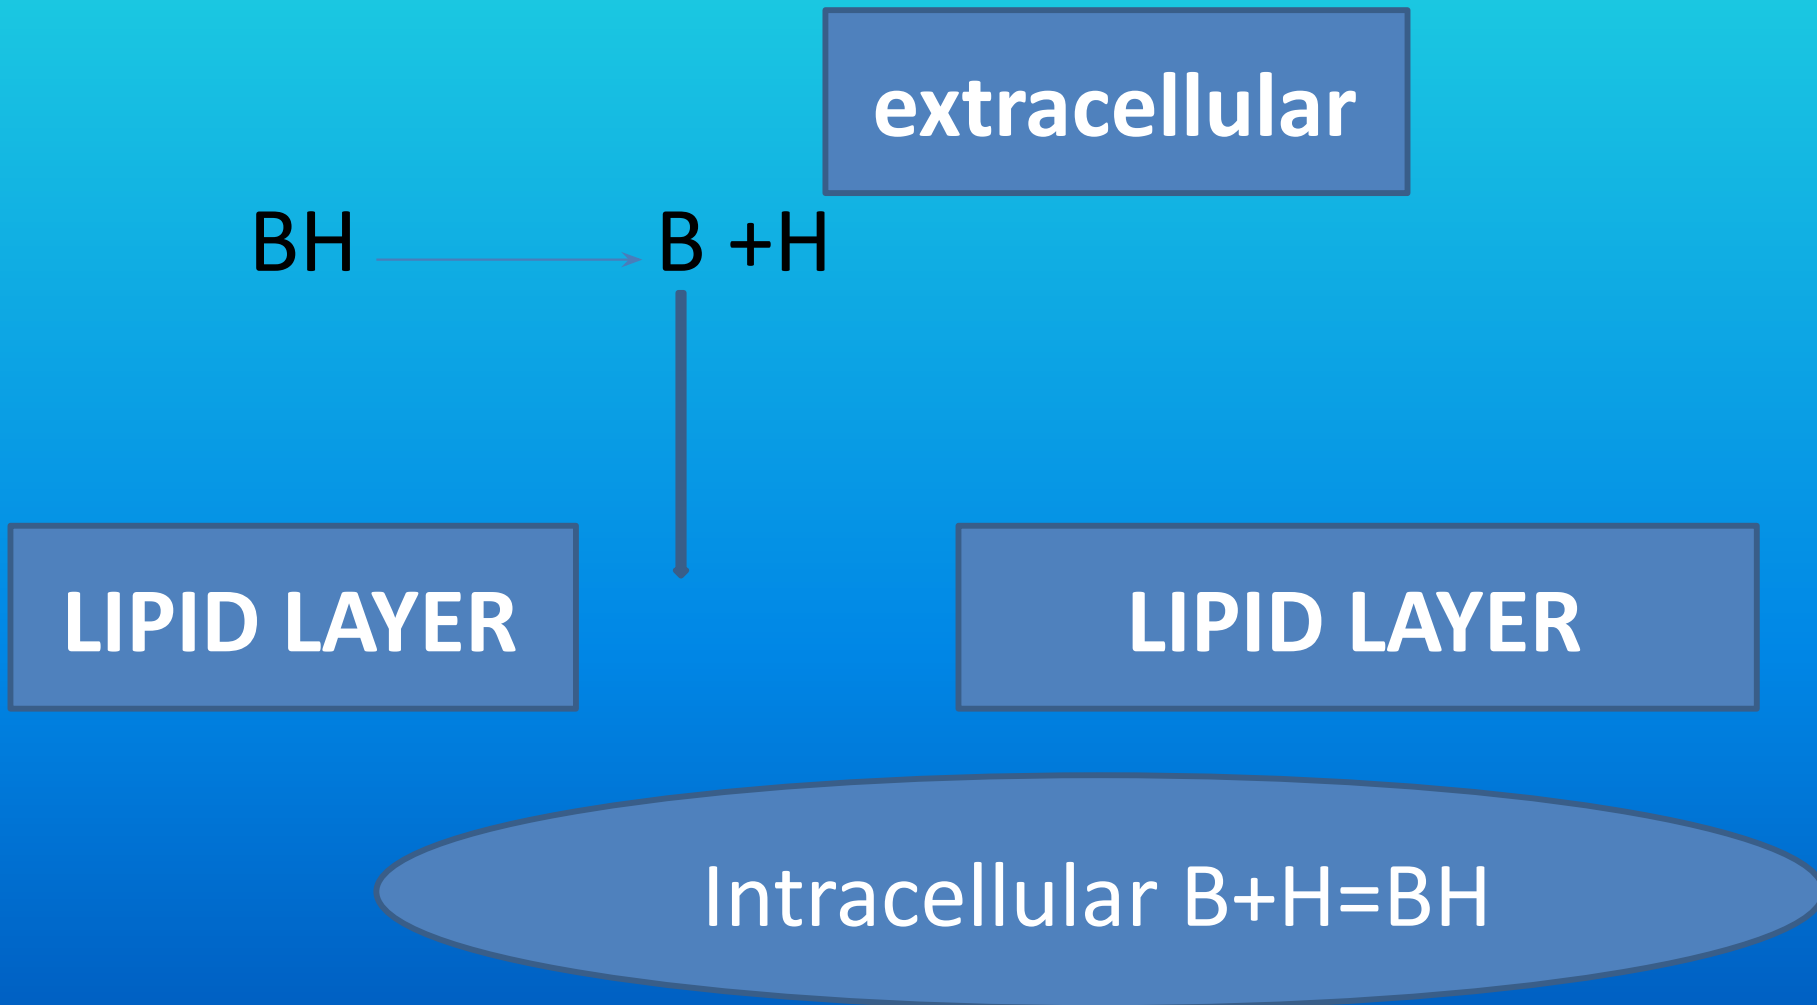 extracellular
BH B +H
LIPID LAYER LIPID LAYER
Intracellular B+H=BH